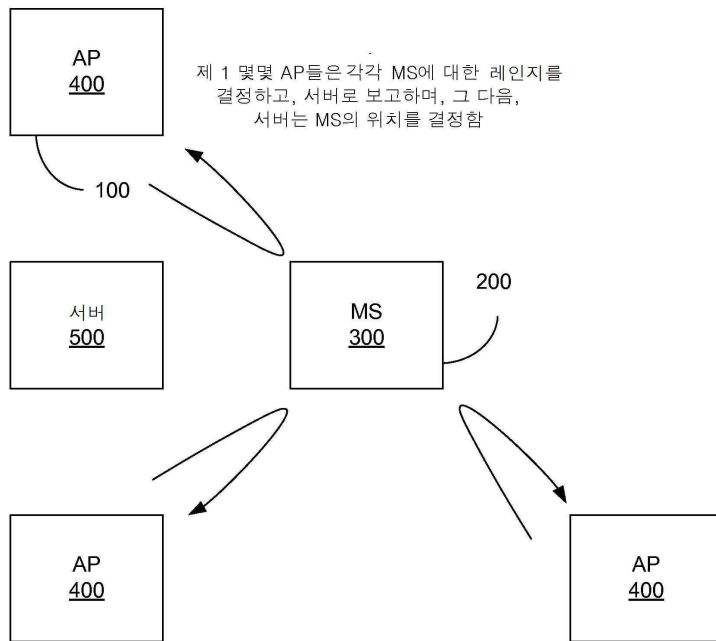 AP
400
제 1 몇몇 AP들은 각각 MS에 대한 레인지를
결정하고, 서버로 보고하며, 그 다음,
서버는 MS의 위치를 결정함
100
서버
500
MS
300
200
AP
400
AP
400